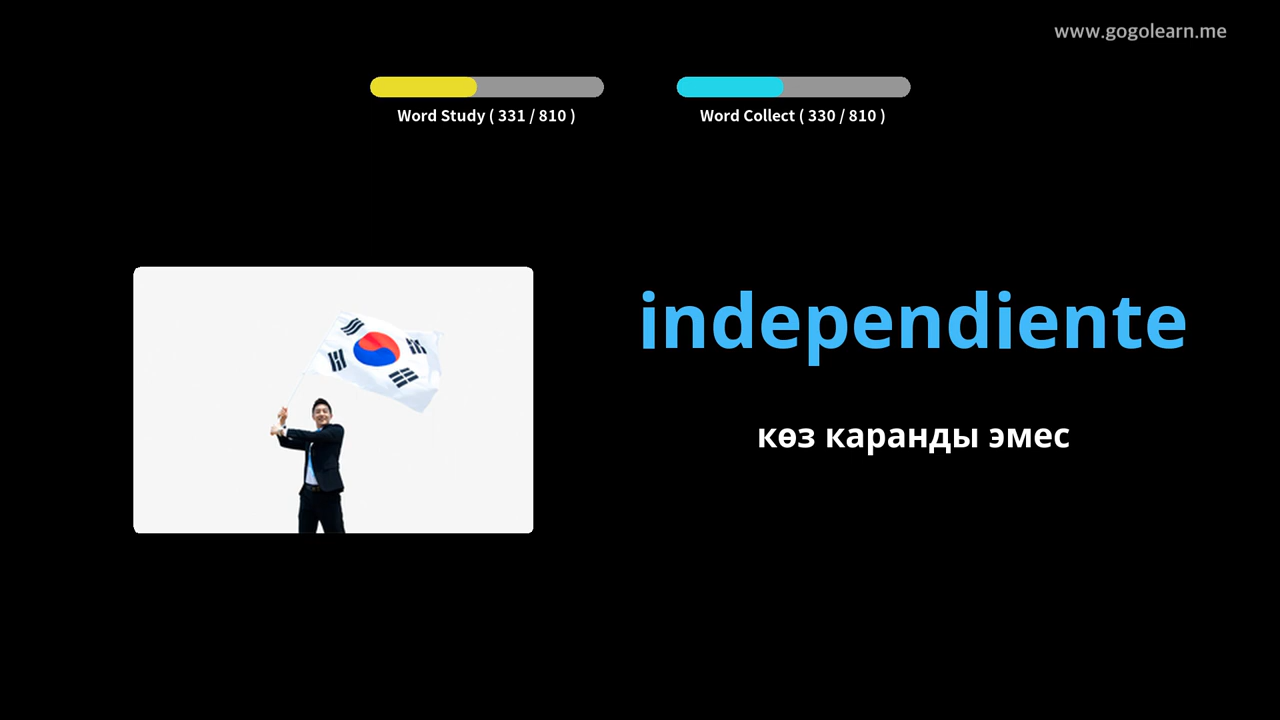 www.gogolearn.me
Word Study ( 331 / 810 )
Word Collect ( 330 / 810 )
independiente
көз каранды эмес